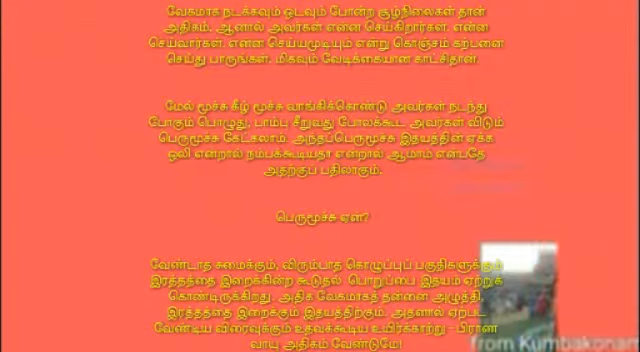 வேகமாக நடக்கவும் ஓடவும் போன்ற சூழ்நிலைகள் தான்
அதிகம், ஆனால் அவர்கள் என்ன செய்கிறார்கள். என்ன
செய்வார்கள். என்ன செய்யமுடியும் என்று கொஞ்சம் கற்பனை
செய்து பாருங்கள். மிகவும் வேடிக்கையான காட்சிதான்.
மேல் மூச்சு கீழ் மூச்சு வாங்கிக்கொண்டு அவர்கள் நடந்து
போகும் பொழுது, பாம்பு சீறுவது போலக்கூட அவர்கள் விடும்
பெருமூச்சு கேட்கலாம். அந்தப்பெருமூச்சு இதயத்தின் ஏக்க
ஒலி என்றால் நம்பக்கூடியதா என்றால் ஆமாம் என்பதே
அதற்குப் பதிலாகும்.
பெருமூச்சு ஏன்?
வேண்டாத சுமைக்கும், விரும்பாத கொழுப்புப் பகுதிகளுக்கும்
இரத்தத்தை இறைக்கின்ற கூடுதல் பொறுப்பை இதயம் ஏற்றுக்
கொண்டிருக்கிறது. அதிக வேகமாகத் தன்னை அழுத்தி,
இரத்தத்தை இறைக்கும் இதயத்திற்கும். அதனால் ஏற்பட
வேண்டிய விரைவுக்கும் உதவக்கூடிய உயிர்க்காற்று - பிராண
வாயு அதிகம் வேண்டுமே!
from Kumbakonam